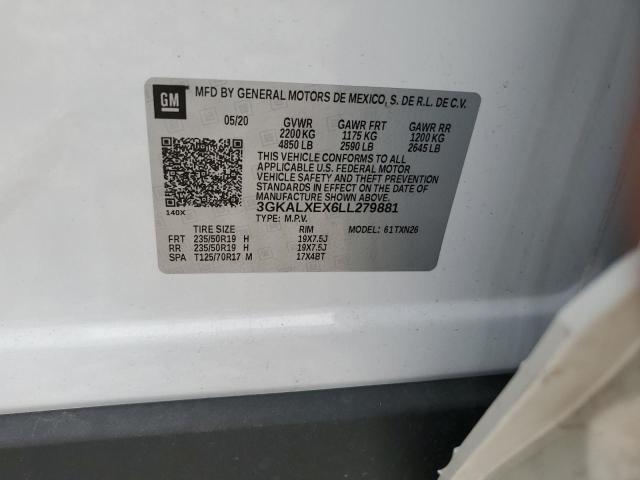 GM
MFD BY GENERAL MOTORS DE MEXICO, S. DE R.L. DE C.V.
05/20 GVWR GAWR FRT GAWR RR
2200 KG 1175 KG 1200 KG
4850 LB 2590 LB 2645 LB
THIS VEHICLE CONFORMS TO ALL
APPLICABLE U.S. FEDERAL MOTOR
VEHICLE SAFETY AND THEFT
PREVENTION STANDARDS IN EFFECT
ON THE DATE OF MANUFACTURE
SHOWN ABOVE.
140X 3GKALXEX6LL279881
TYPE: M.P.V.
TIRE SIZE RIM MODEL: 61TXN26
FRT 235/50R19 H 19X7.5J
RR 235/50R19 H 19X7.5J
SPA T125/70R17 M 17X4BT